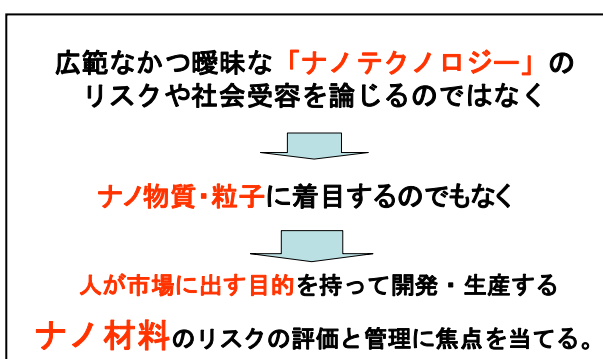 広範なかつ曖昧な「ナノテクノロジー」の
リスクや社会受容を論じるのではなく
ナノ物質・粒子に着目するのでもなく
人が市場に出す目的を持って開発・生産する
ナノ材料のリスクの評価と管理に焦点を当てる。